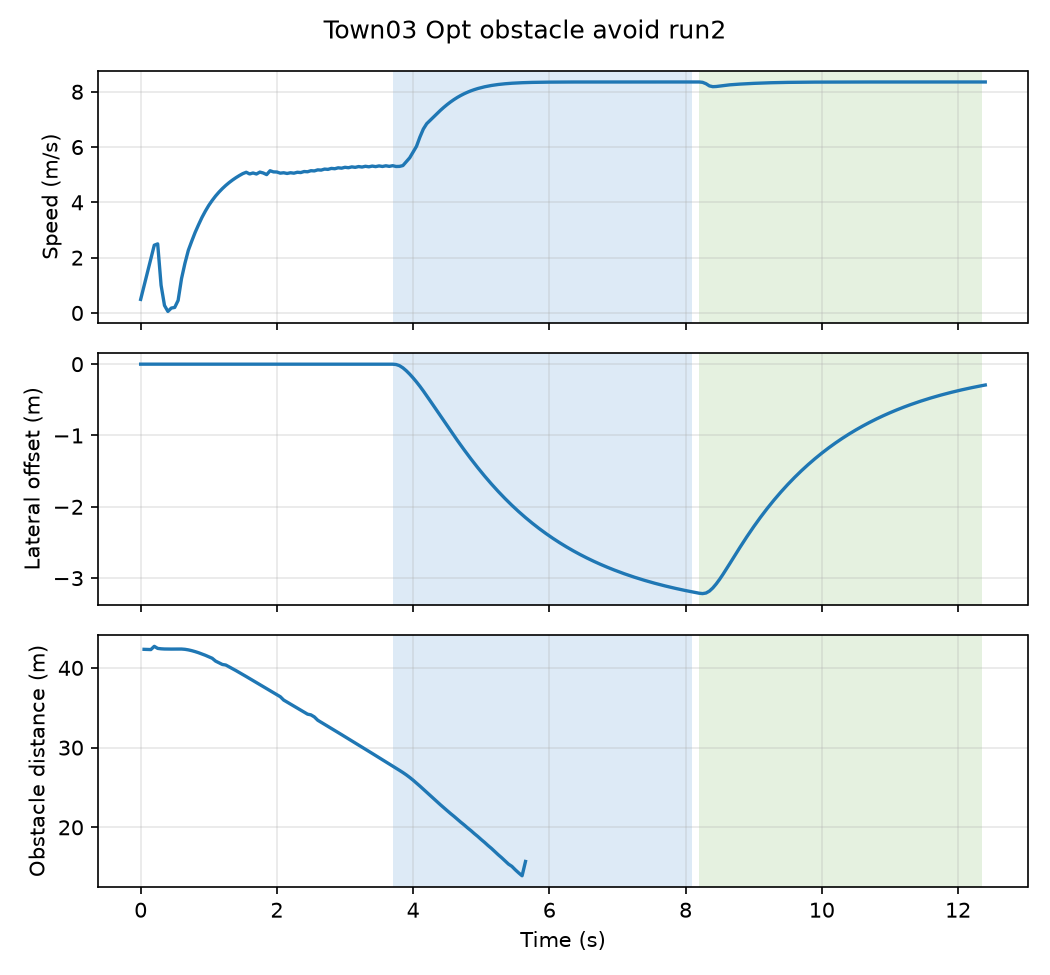 Town03 Opt obstacle avoid run2
Speed (m/s)
8
6
4
2
0
Lateral offset (m)
0
−1
−2
−3
Obstacle distance (m)
40
30
20
0 2 4 6 8 10 12
Time (s)